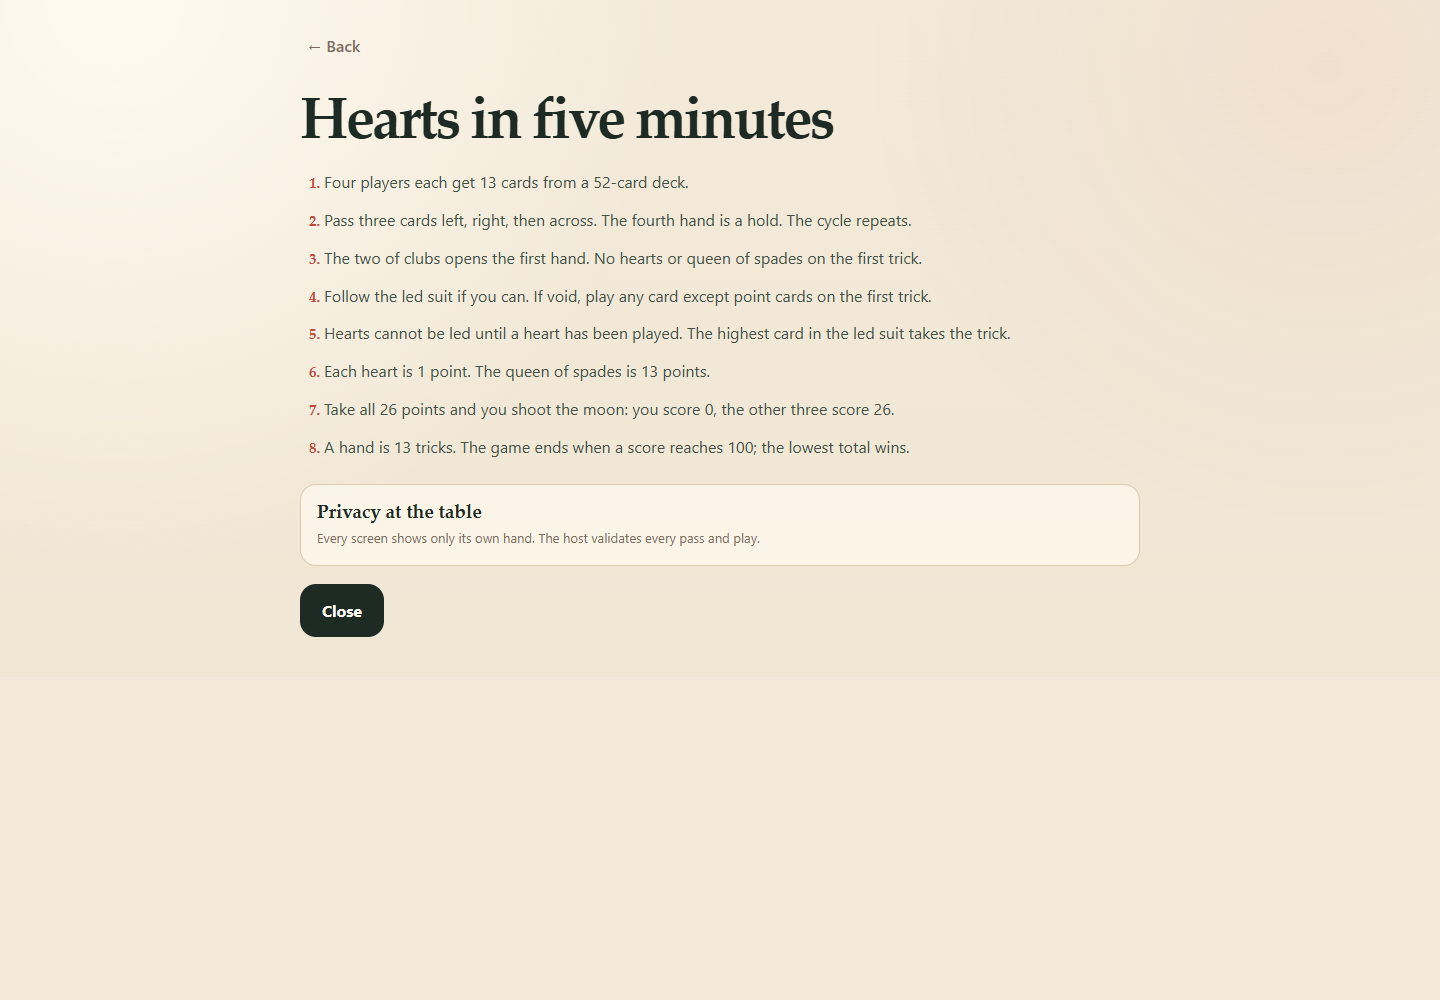 ← Back
Hearts in five minutes
1. Four players each get 13 cards from a 52-card deck.
2. Pass three cards left, right, then across. The fourth hand is a hold. The cycle repeats.
3. The two of clubs opens the first hand. No hearts or queen of spades on the first trick.
4. Follow the led suit if you can. If void, play any card except point cards on the first trick.
5. Hearts cannot be led until a heart has been played. The highest card in the led suit takes the trick.
6. Each heart is 1 point. The queen of spades is 13 points.
7. Take all 26 points and you shoot the moon: you score 0, the other three score 26.
8. A hand is 13 tricks. The game ends when a score reaches 100; the lowest total wins.
Privacy at the table
Every screen shows only its own hand. The host validates every pass and play.
Close